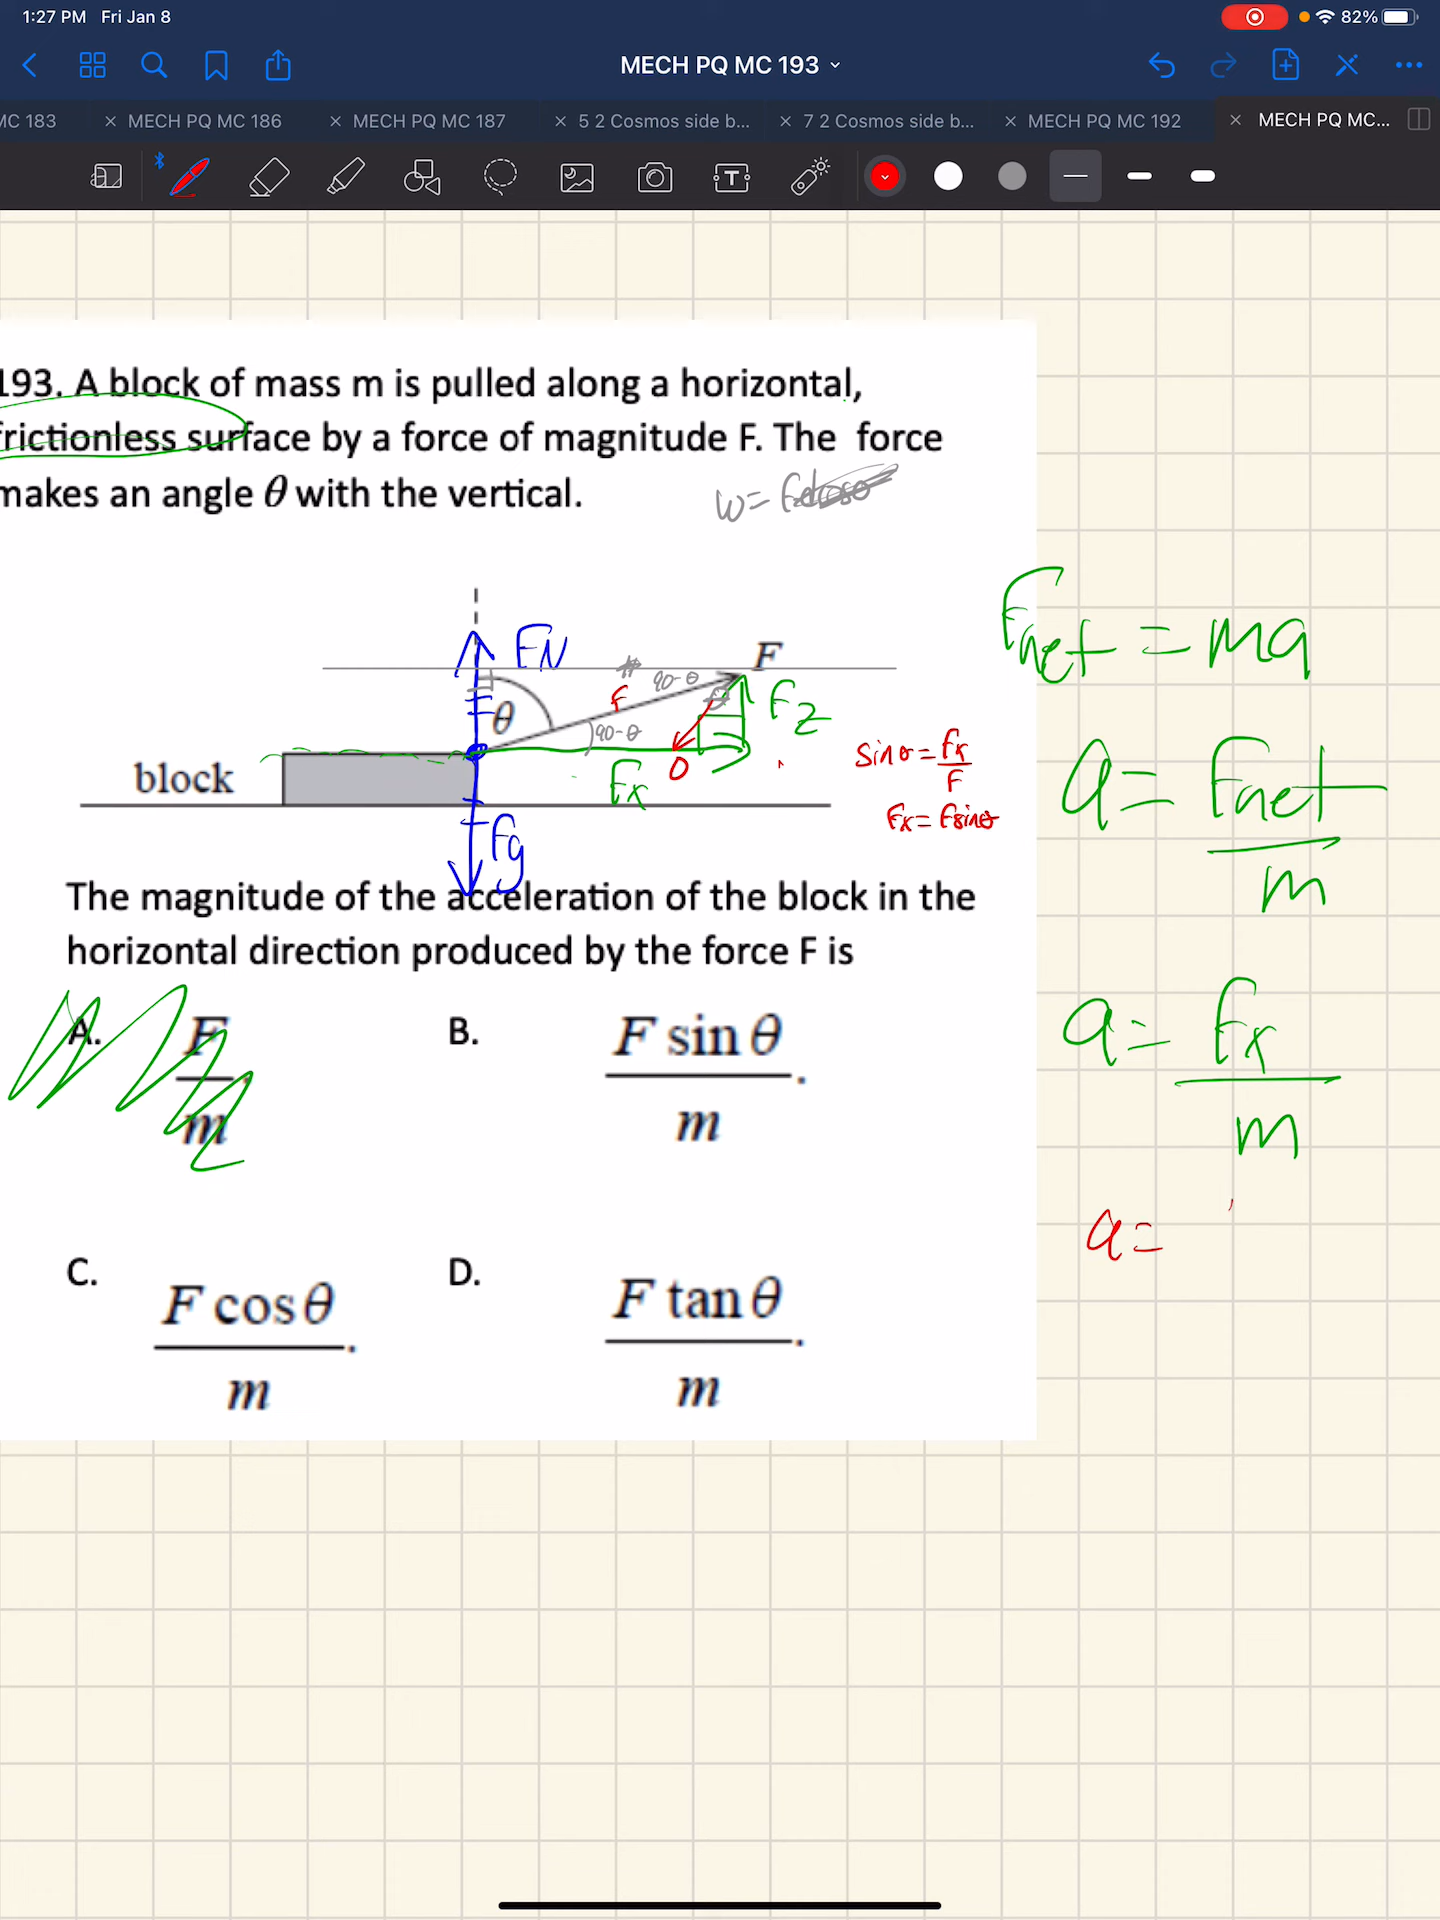 1:27 PM Fri Jan 8
82%
MECH PQ MC 193
MC 183
MECH PQ MC 186
MECH PQ MC 187
5 2 Cosmos side b...
7 2 Cosmos side b...
MECH PQ MC 192
MECH PQ MC...
193. A block of mass m is pulled along a horizontal,
frictionless surface by a force of magnitude F. The force
makes an angle θ with the vertical.
W=
Fnet = ma
FN
F
90-θ
F
Fz
θ
90-θ
block
Fx
O
sinθ = Fx/F
Fx = Fsinθ
a = Fnet/m
Fg
The magnitude of the acceleration of the block in the
horizontal direction produced by the force F is
A. F/m.
B. F sin θ/m.
a = Fx/m
a =
C. F cos θ/m.
D. F tan θ/m.